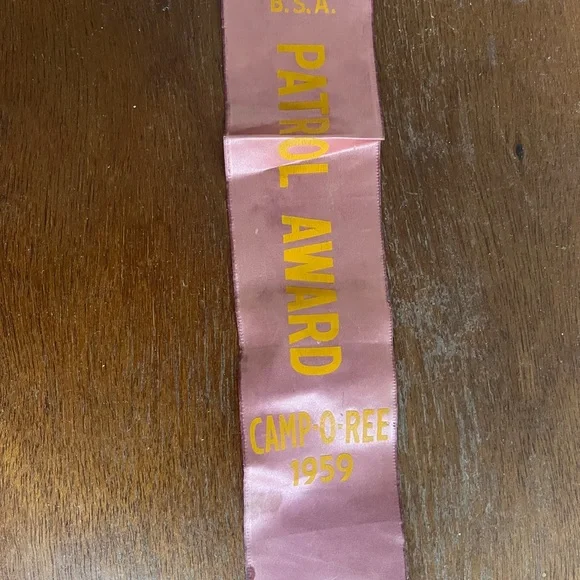 B.S.A.
PATROL AWARD
CAMP-O-REE
1959